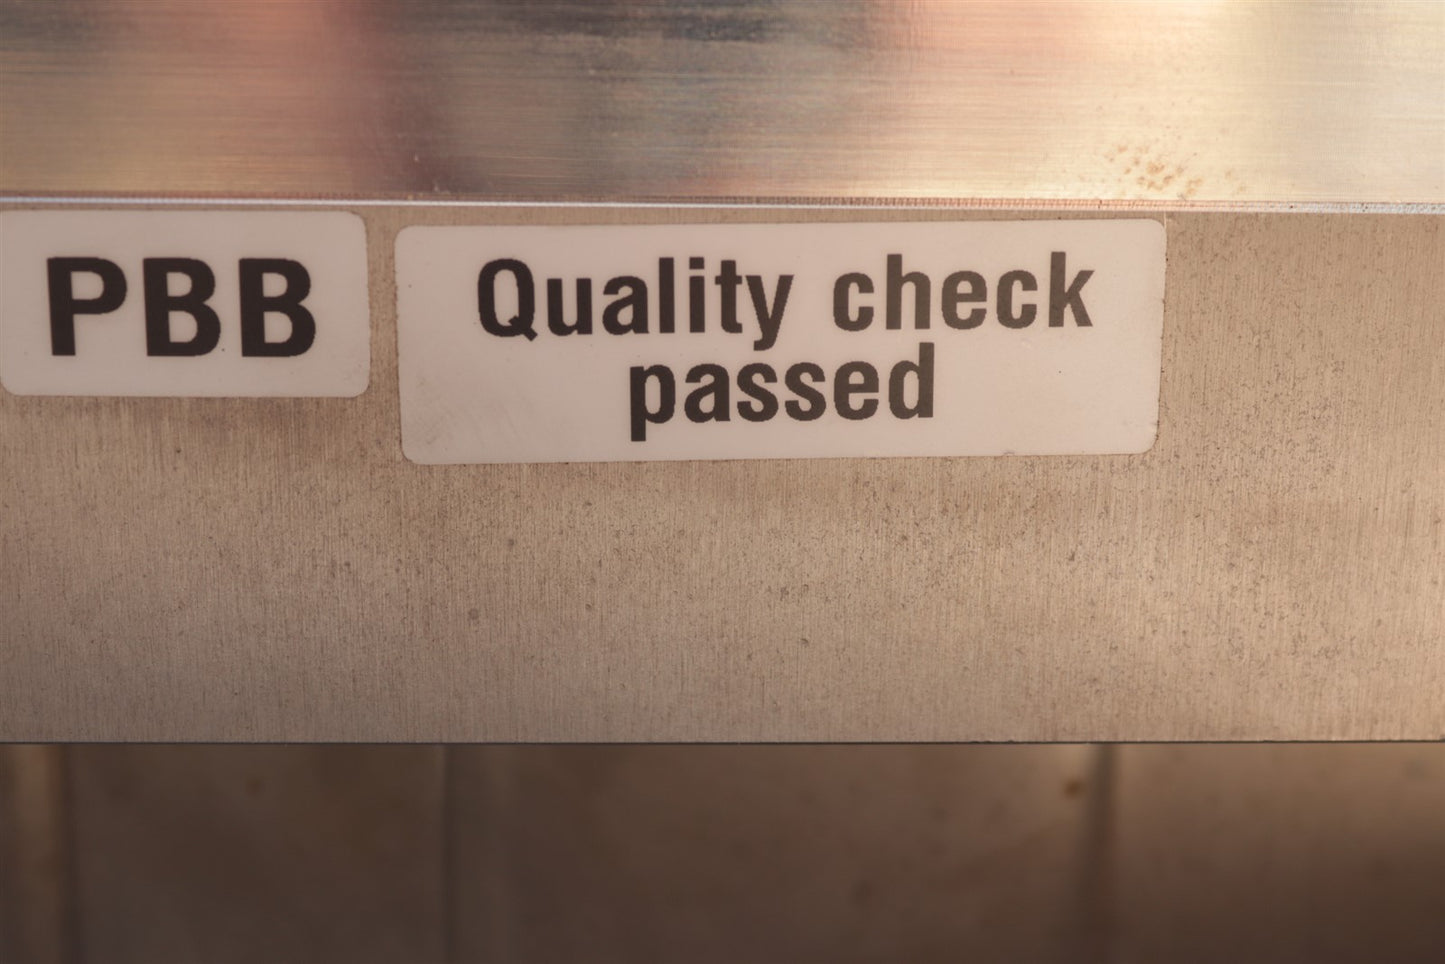 PBB
Quality check
passed